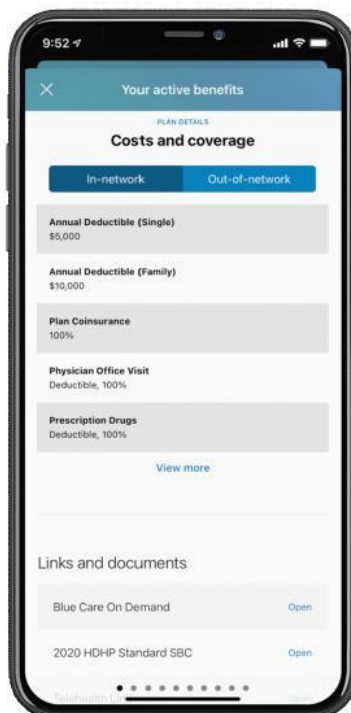 9:52
Your active benefits
PLAN DETAILS
Costs and coverage
In-network Out-of-network
Annual Deductible (Single)
$5,000
Annual Deductible (Family)
$10,000
Plan Coinsurance
100%
Physician Office Visit
Deductible, 100%
Prescription Drugs
Deductible, 100%
View more
Links and documents
Blue Care On Demand Open
2020 HDHP Standard SBC Open
Telehealth Open